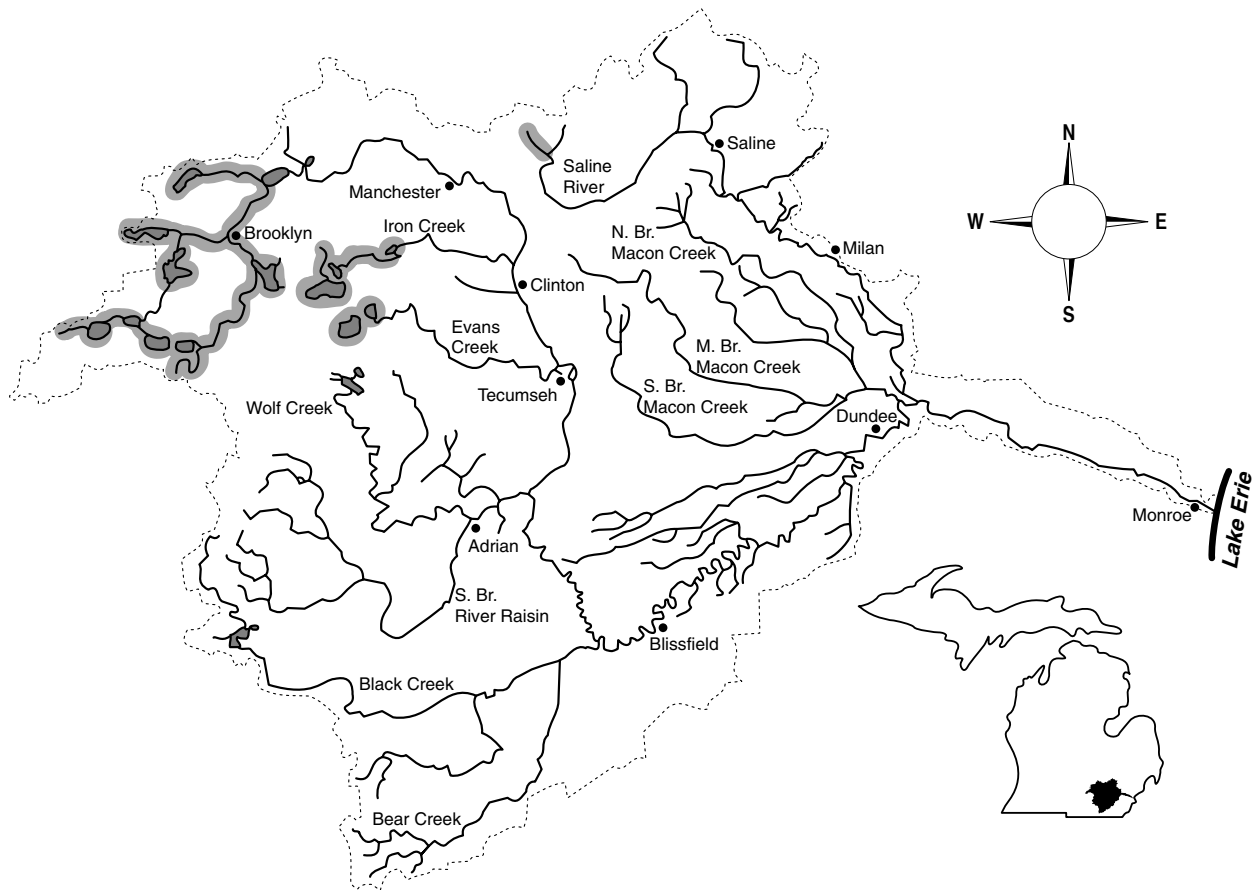 N
Saline
Saline
River
Manchester
W
E
Iron Creek
Brooklyn
N. Br.
Macon Creek
Milan
Clinton
S
Evans
Creek
M. Br.
Macon Creek
Tecumseh
S. Br.
Macon Creek
Wolf Creek
Dundee
Monroe
Lake Erie
Adrian
S. Br.
River Raisin
Blissfield
Black Creek
Bear Creek